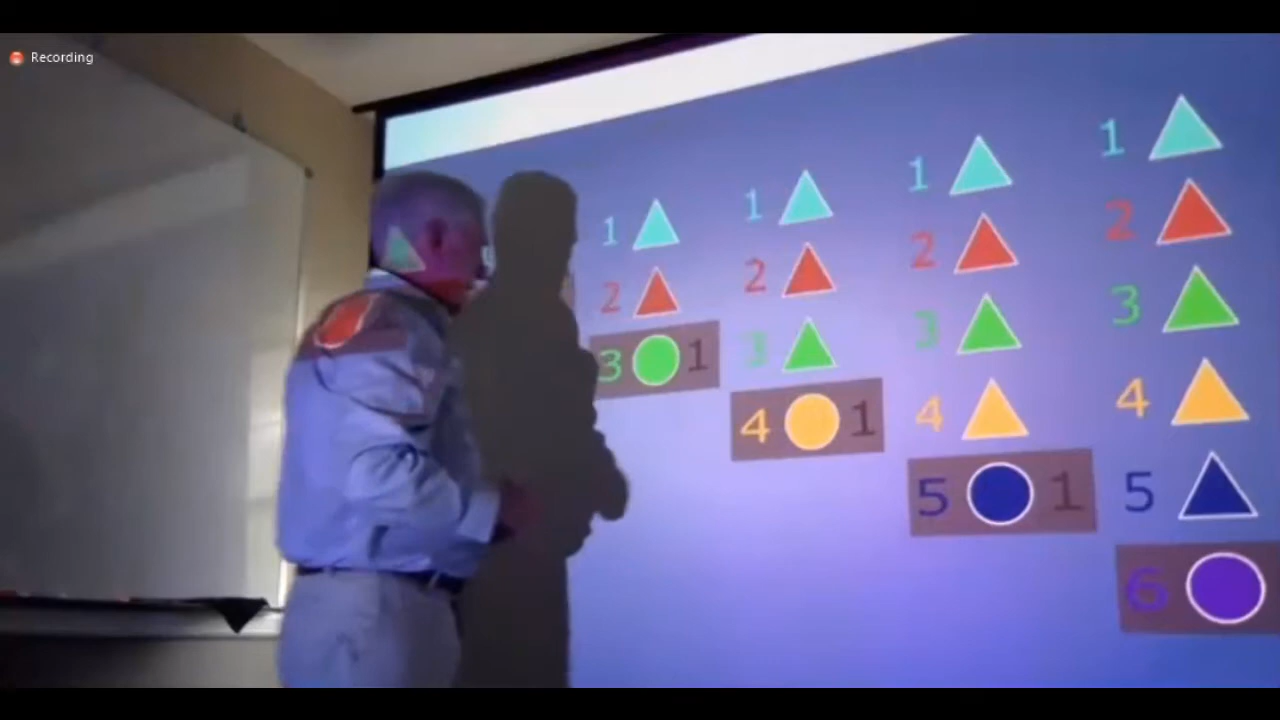 Recording
1 1 1 1
2 2 2 2
3 1 3 3 3
4 1 4 4
5 1 5
6